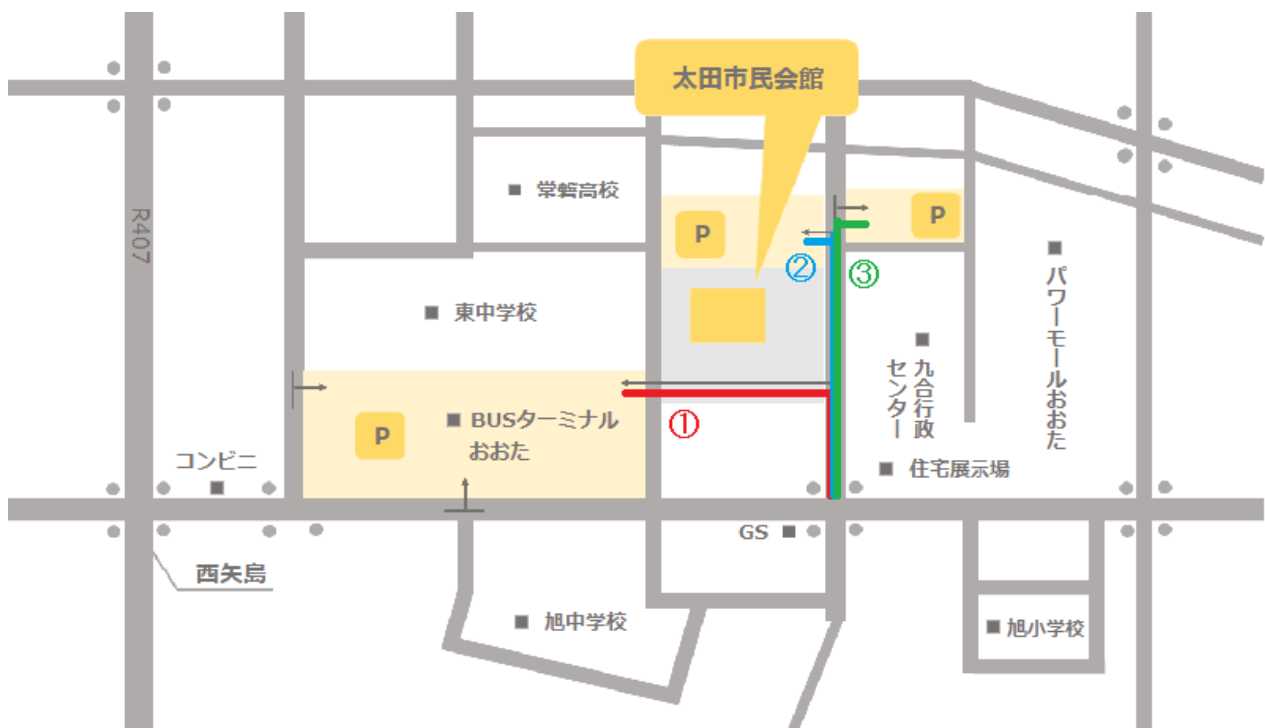 太田市民会館
常磐高校
R407
P
P
②
③
東中学校
パワーモールおおた
九合行政
センター
①
P
BUSターミナル
おおた
コンビニ
住宅展示場
GS
西矢島
旭中学校
旭小学校